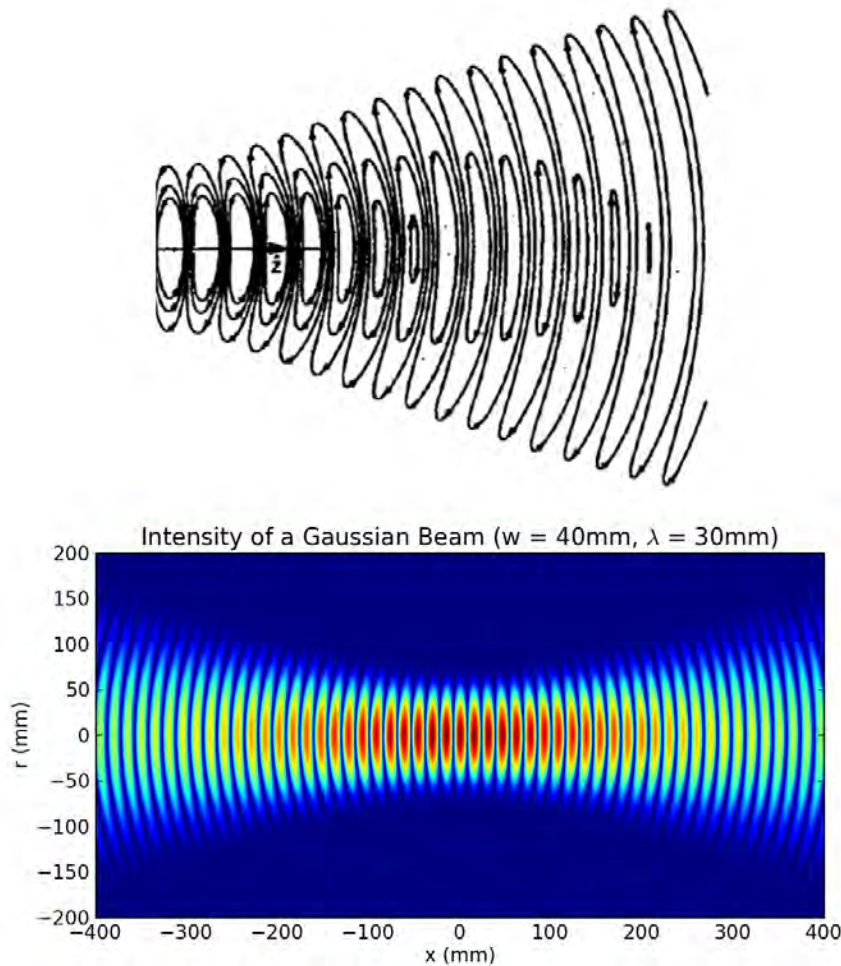 ẑ
Intensity of a Gaussian Beam (w = 40mm, λ = 30mm)
200
150
100
50
0
−50
−100
−150
−200
r (mm)
−400 −300 −200 −100 0 100 200 300 400
x (mm)